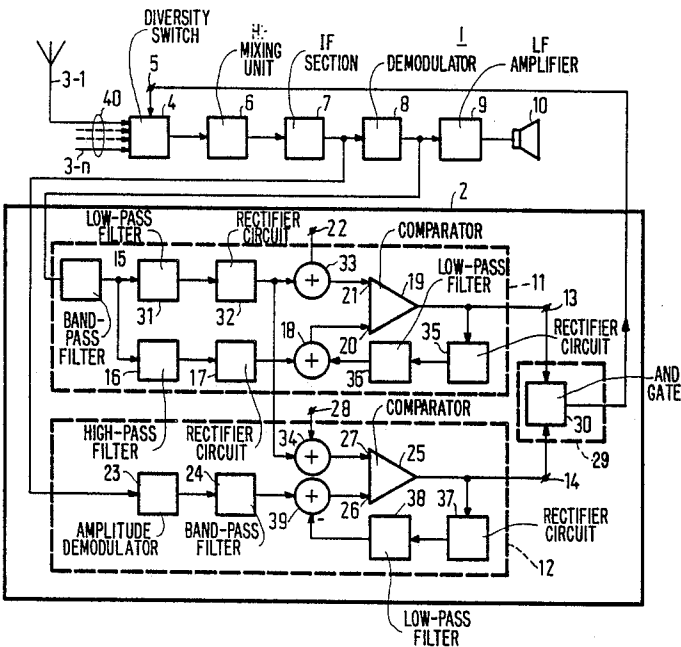 DIVERSITY
SWITCH
H-
MIXING
UNIT
IF
SECTION
1
DEMODULATOR
LF
AMPLIFIER
3-1
40
5
4
6
7
8
9
10
3-n
2
LOW-PASS
FILTER
RECTIFIER
CIRCUIT
22
COMPARATOR
15
31
32
33
21
19
LOW-PASS
FILTER
11
13
BAND-
PASS
FILTER
16
17
18
20
36
35
RECTIFIER
CIRCUIT
AND
GATE
30
29
HIGH-PASS
FILTER
RECTIFIER
CIRCUIT
28
COMPARATOR
34
27
25
14
23
24
39
-
26
38
37
AMPLITUDE
DEMODULATOR
BAND-PASS
FILTER
RECTIFIER
CIRCUIT
12
LOW-PASS
FILTER